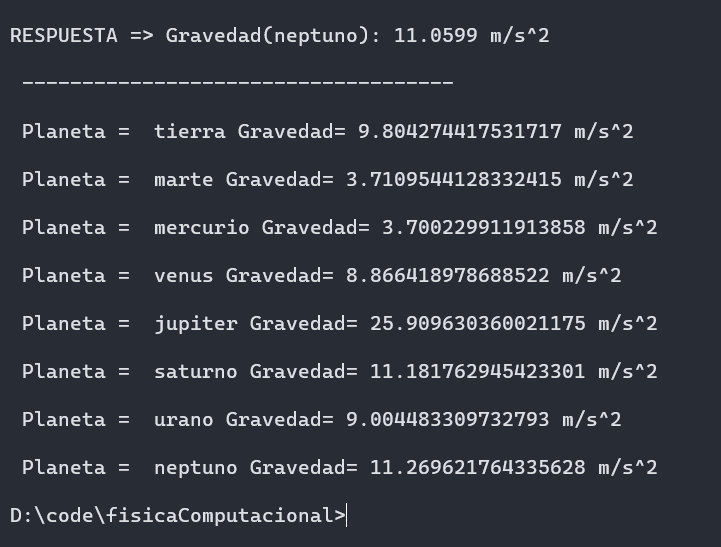 RESPUESTA => Gravedad(neptuno): 11.0599 m/s^2
------------------------------------
Planeta =  tierra Gravedad= 9.804274417531717 m/s^2
Planeta =  marte Gravedad= 3.7109544128332415 m/s^2
Planeta =  mercurio Gravedad= 3.700229911913858 m/s^2
Planeta =  venus Gravedad= 8.866418978688522 m/s^2
Planeta =  jupiter Gravedad= 25.909630360021175 m/s^2
Planeta =  saturno Gravedad= 11.181762945423301 m/s^2
Planeta =  urano Gravedad= 9.004483309732793 m/s^2
Planeta =  neptuno Gravedad= 11.269621764335628 m/s^2
D:\code\fisicaComputacional>